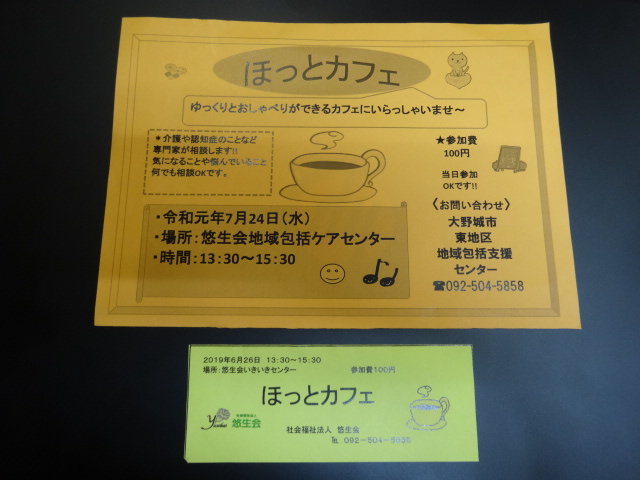 ほっとカフェ
ゆっくりとおしゃべりができるカフェにいらっしゃいませ～
＊介護や認知症のことなど
専門家が相談します!!
気になることや悩んでいること
何でも相談OKです。
★参加費
100円
当日参加
OKです!!
・令和元年7月24日（水）
・場所：悠生会地域包括ケアセンター
・時間：13：30～15：30
〈お問い合わせ〉
大野城市
東地区
地域包括支援
センター
☎092-504-5858
2019年6月26日 13:30～15:30
場所：悠生会いきいきセンター
参加費100円
ほっとカフェ
社会福祉法人
悠生会
社会福祉法人 悠生会
℡ 092－504－5036